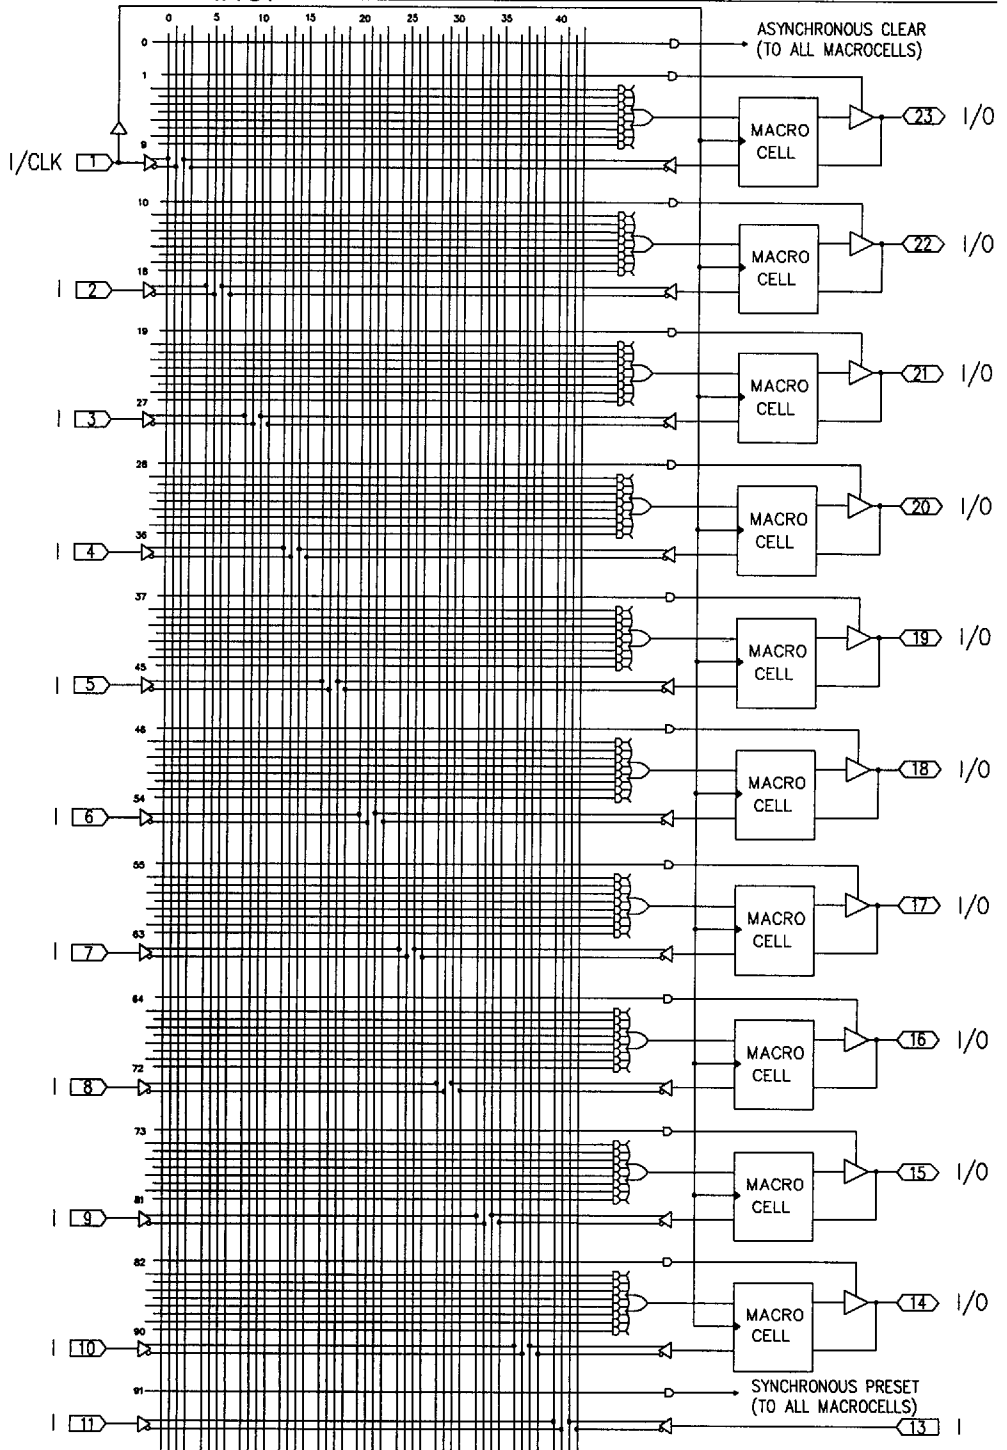 0 5 10 15 20 25 30 35 40
0
ASYNCHRONOUS CLEAR
(TO ALL MACROCELLS)
1
MACRO
CELL
23 I/O
9
I/CLK 1
10
MACRO
CELL
22 I/O
18
I 2
19
MACRO
CELL
21 I/O
27
I 3
28
MACRO
CELL
20 I/O
36
I 4
37
MACRO
CELL
19 I/O
45
I 5
46
MACRO
CELL
18 I/O
54
I 6
55
MACRO
CELL
17 I/O
63
I 7
64
MACRO
CELL
16 I/O
72
I 8
73
MACRO
CELL
15 I/O
81
I 9
82
MACRO
CELL
14 I/O
90
I 10
91
SYNCHRONOUS PRESET
(TO ALL MACROCELLS)
I 11
13 I